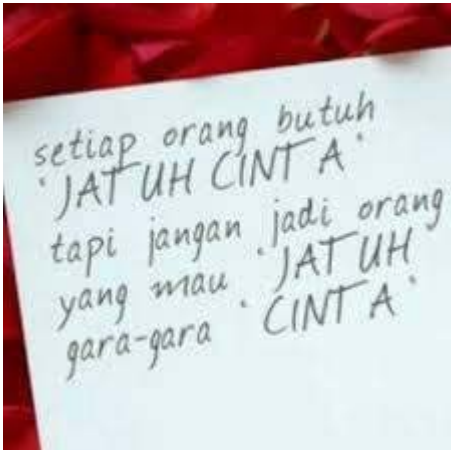 setiap orang butuh
'JATUH CINTA'
tapi jangan jadi orang
yang mau 'JATUH
gara-gara 'CINTA'